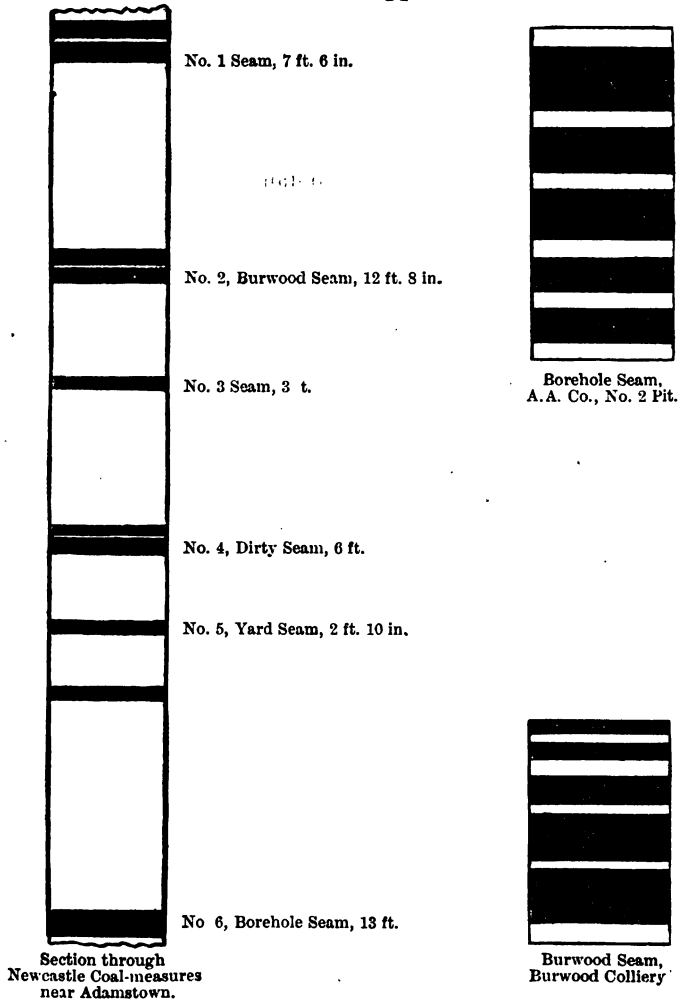 No. 1 Seam, 7 ft. 6 in.
No. 2, Burwood Seam, 12 ft. 8 in.
No. 3 Seam, 3 t.
No. 4, Dirty Seam, 6 ft.
No. 5, Yard Seam, 2 ft. 10 in.
No 6, Borehole Seam, 13 ft.
Section through
Newcastle Coal-measures
near Adamstown.
Borehole Seam,
A.A. Co., No. 2 Pit.
Burwood Seam,
Burwood Colliery